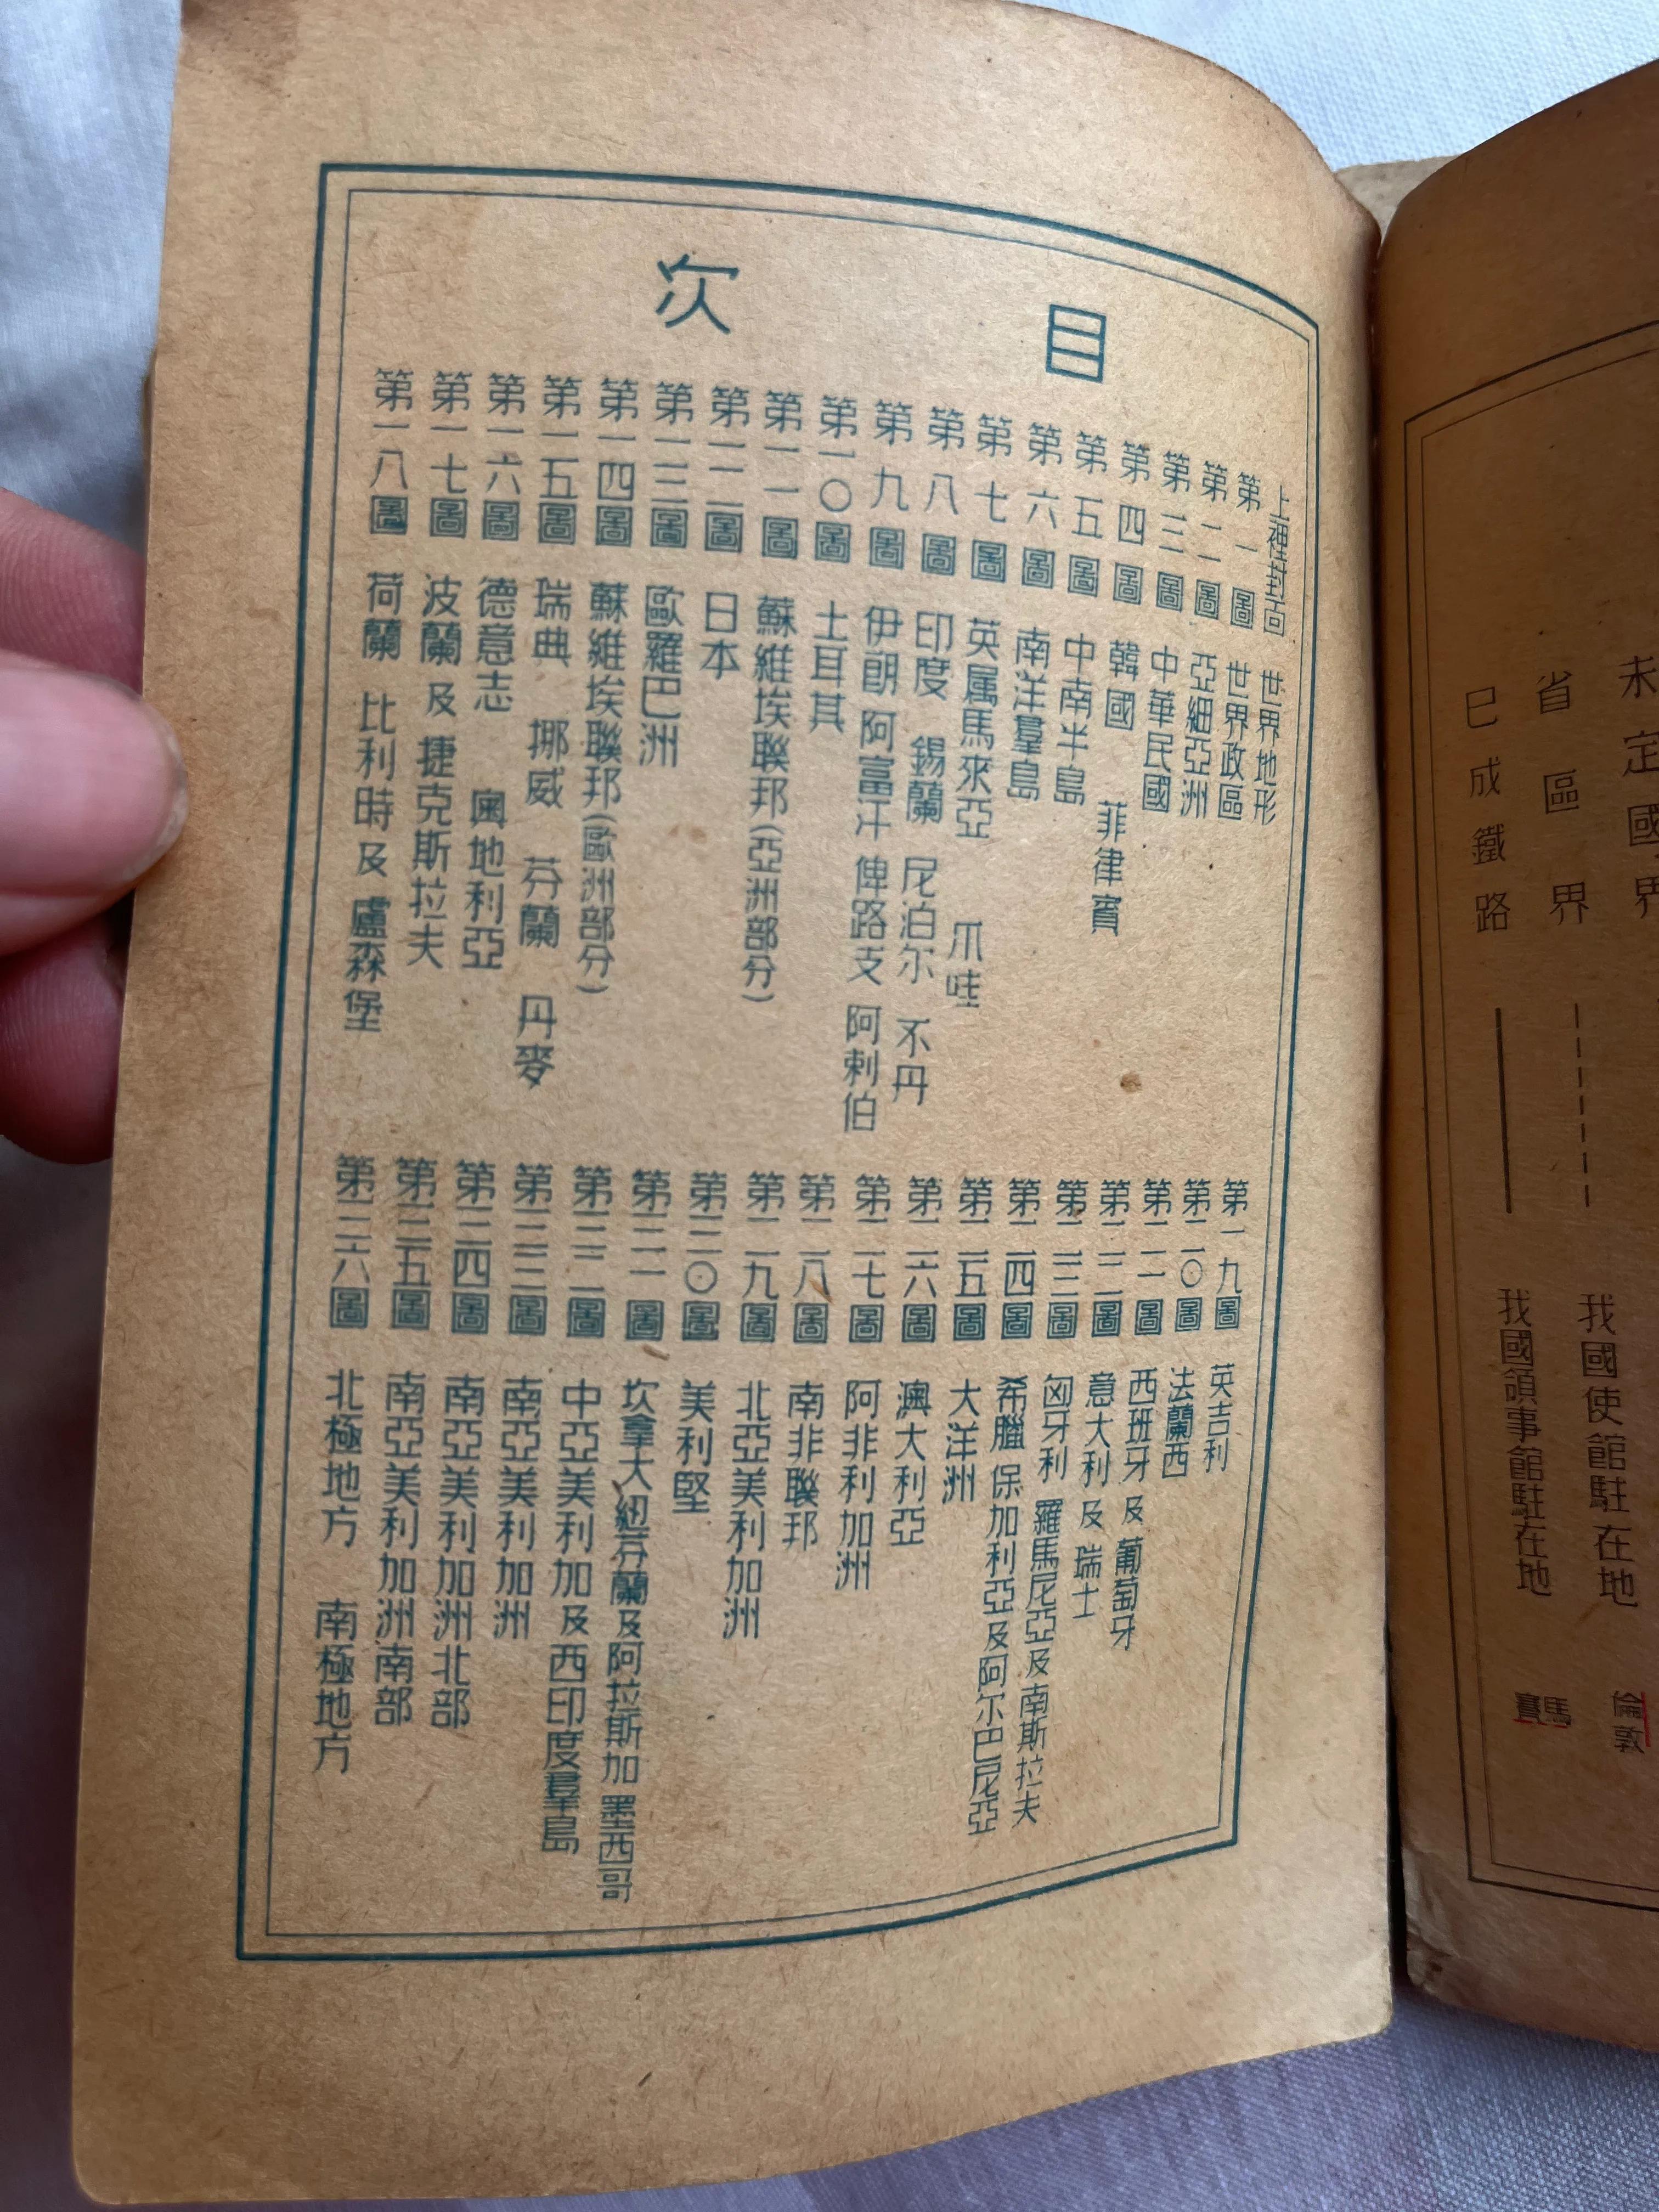 目次
上裡封面 世界地形
第一圖 世界政區
第二圖 亞細亞洲
第三圖 中華民國
第四圖 韓國 菲律賓
第五圖 中南半島
第六圖 南洋羣島
第七圖 英属馬來亞 爪哇
第八圖 印度 錫蘭 尼泊尔 不丹
第九圖 伊朗 阿富汗 俾路支 阿剌伯
第一〇圖 土耳其
第一一圖 蘇維埃聯邦(亞洲部分)
第一二圖 日本
第一三圖 歐羅巴洲
第一四圖 蘇維埃聯邦(歐洲部分)
第一五圖 瑞典 挪威 芬蘭 丹麥
第一六圖 德意志 奧地利亞
第一七圖 波蘭及捷克斯拉夫
第一八圖 荷蘭 比利時及盧森堡
第一九圖 英吉利
第二〇圖 法蘭西
第二一圖 西班牙及葡萄牙
第二二圖 意大利及瑞士
第二三圖 匈牙利 羅馬尼亞及南斯拉夫
第二四圖 希臘 保加利亞及阿尔巴尼亞
第二五圖 大洋洲
第二六圖 澳大利亞
第二七圖 阿非利加洲
第二八圖 南非聯邦
第二九圖 北亞美利加洲
第三〇圖 美利堅
第三一圖 坎拿大 紐芬蘭及阿拉斯加 墨西哥
第三二圖 中亞美利加及西印度羣島
第三三圖 南亞美利加洲
第三四圖 南亞美利加洲北部
第三五圖 南亞美利加洲南部
第三六圖 北極地方 南極地方
未定國界
省區界 我國使館駐在地 倫敦
已成鐵路 我國領事館駐在地 馬賽